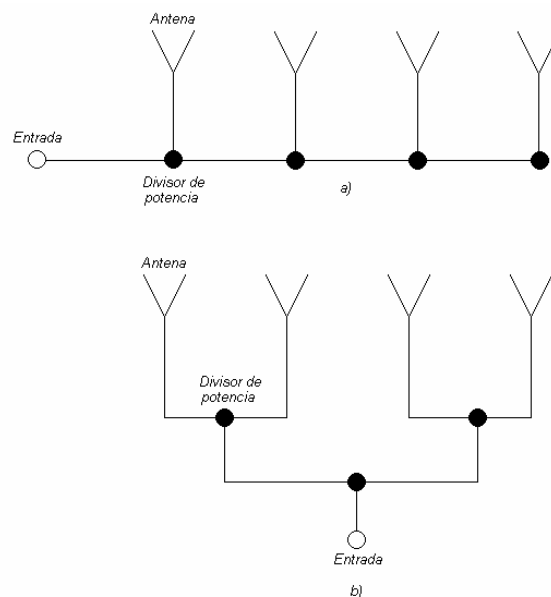 Antena
Entrada
Divisor de
potencia
a)
Antena
Divisor de
potencia
Entrada
b)